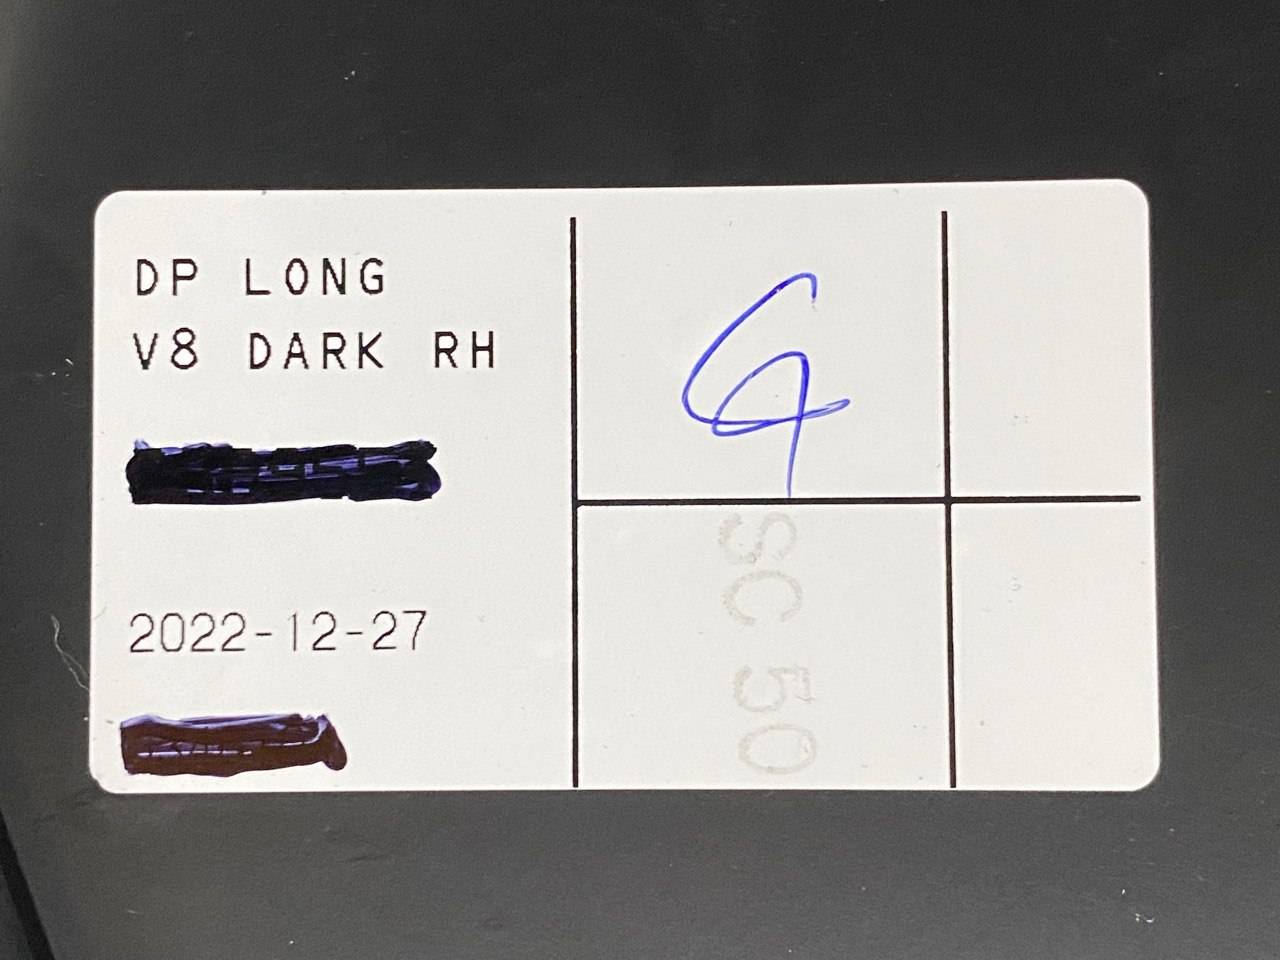 DP LONG
V8 DARK RH
2022-12-27
SC 50